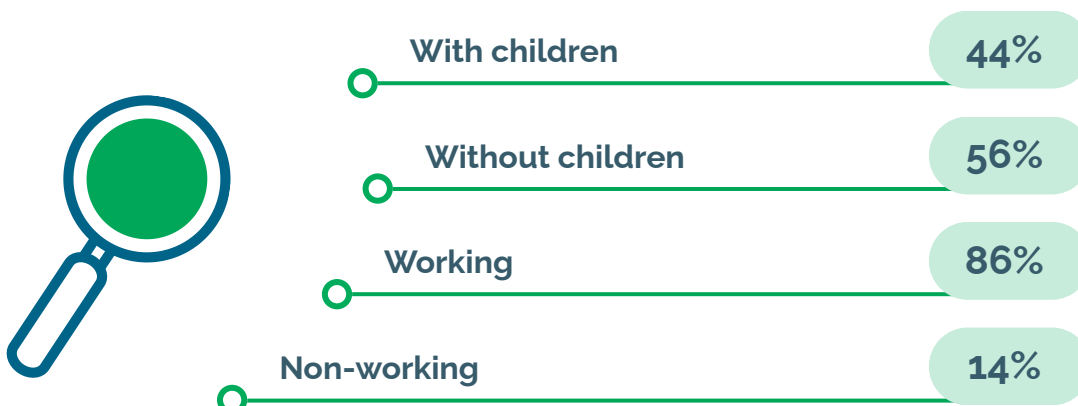 With children 44%
Without children 56%
Working 86%
Non-working 14%